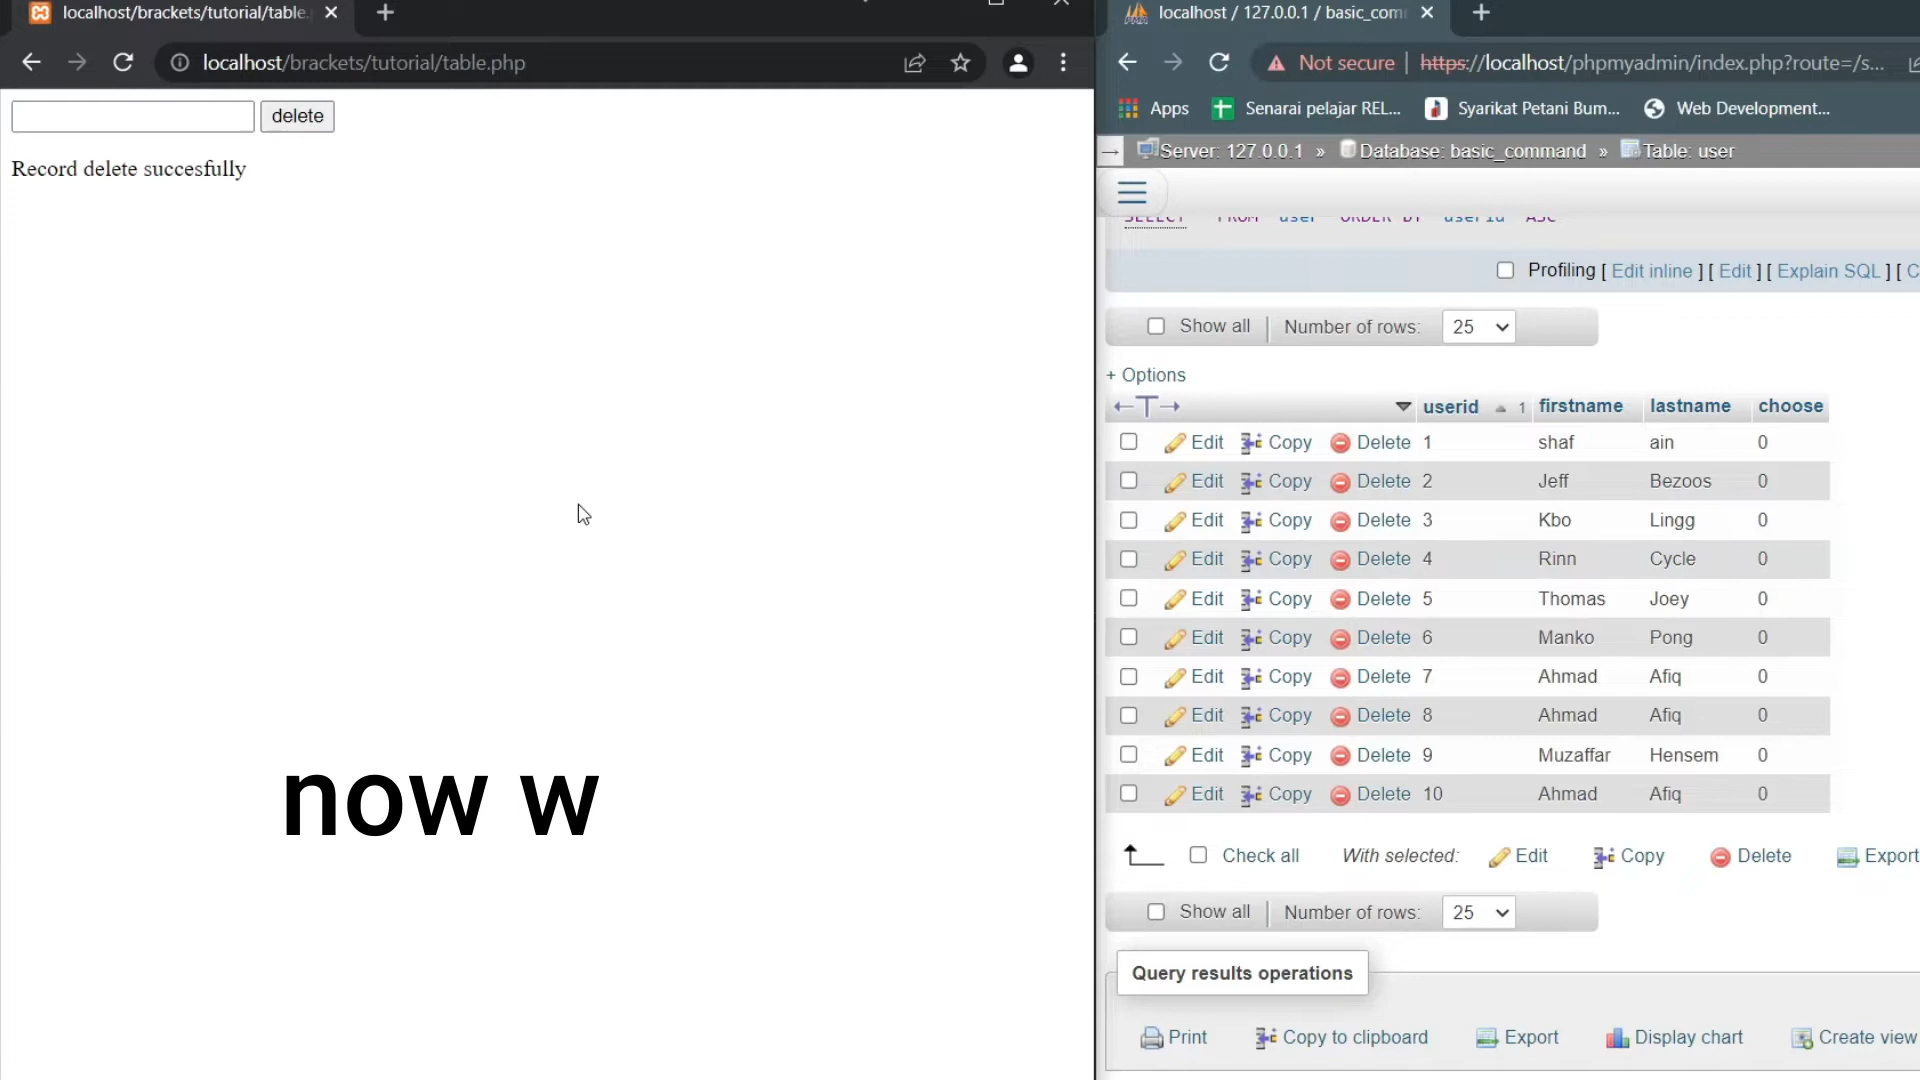 localhost/brackets/tutorial/table.
localhost/brackets/tutorial/table.php
delete
Record delete succesfully
now w
localhost / 127.0.0.1 / basic_com
Not secure | https://localhost/phpmyadmin/index.php?route=/s...
Apps Senarai pelajar REL... Syarikat Petani Bum... Web Development...
Server: 127.0.0.1 » Database: basic_command » Table: user
SELECT * FROM user ORDER BY userid ASC
Profiling [ Edit inline ] [ Edit ] [ Explain SQL ] [ C
Show all Number of rows: 25
+ Options
userid 1 firstname lastname choose
Edit Copy Delete 1 shaf ain 0
Edit Copy Delete 2 Jeff Bezoos 0
Edit Copy Delete 3 Kbo Lingg 0
Edit Copy Delete 4 Rinn Cycle 0
Edit Copy Delete 5 Thomas Joey 0
Edit Copy Delete 6 Manko Pong 0
Edit Copy Delete 7 Ahmad Afiq 0
Edit Copy Delete 8 Ahmad Afiq 0
Edit Copy Delete 9 Muzaffar Hensem 0
Edit Copy Delete 10 Ahmad Afiq 0
Check all With selected: Edit Copy Delete Export
Show all Number of rows: 25
Query results operations
Print Copy to clipboard Export Display chart Create view